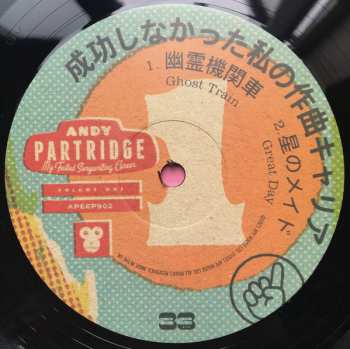 成功しなかった私の作曲キャリア
1. 幽霊機関車
Ghost Train
2. 星のメイド
Great Day
ANDY
PARTRIDGE
My Failed Songwriting Career
VOLUME ONE
APEEP902
33